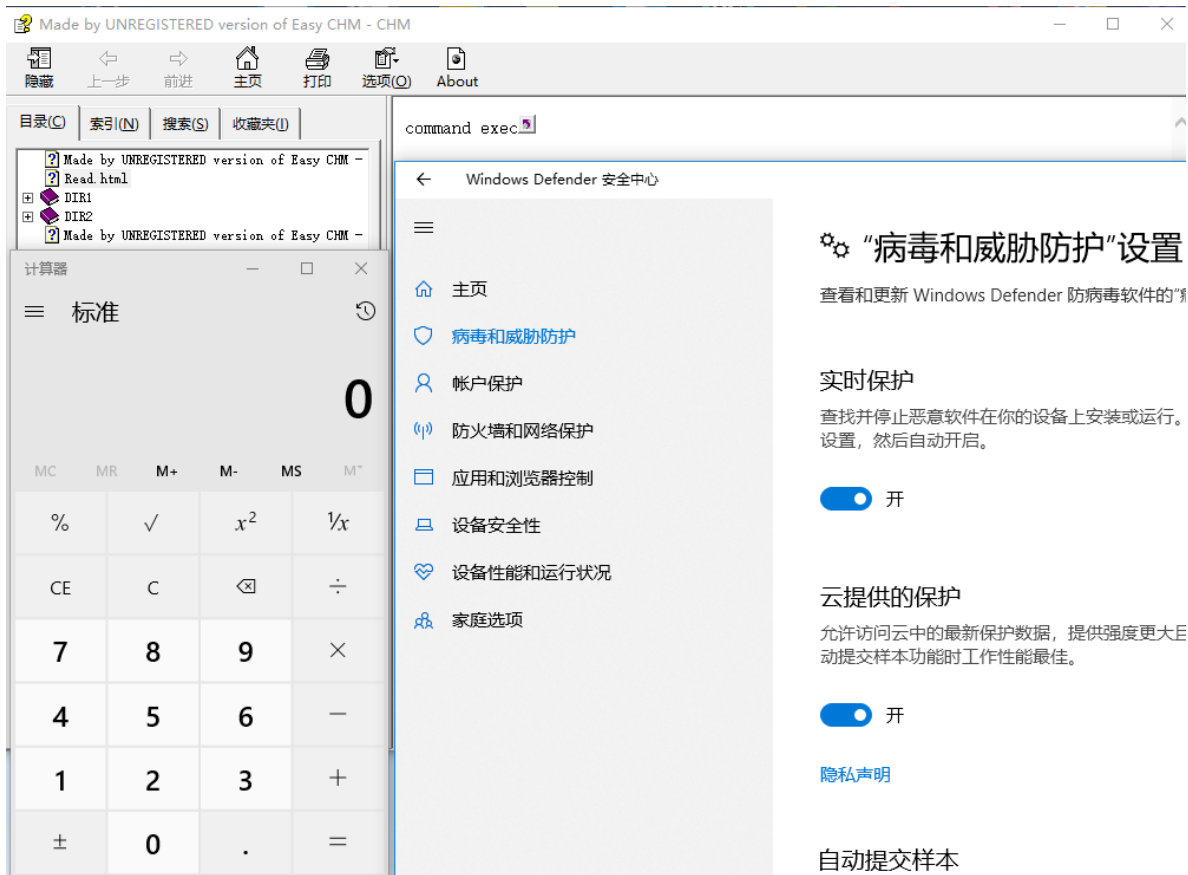 Made by UNREGISTERED version of Easy CHM - CHM
隐藏 上一步 前进 主页 打印 选项(O) About
目录(C) 索引(N) 搜索(S) 收藏夹(I)
Made by UNREGISTERED version of Easy CHM -
Read.html
DIR1
DIR2
Made by UNREGISTERED version of Easy CHM -
command exec
计算器
标准
0
MC MR M+ M- MS M˅
% √ x² ¹/x
CE C ÷
7 8 9 ×
4 5 6 −
1 2 3 +
± 0 . =
Windows Defender 安全中心
主页
病毒和威胁防护
帐户保护
防火墙和网络保护
应用和浏览器控制
设备安全性
设备性能和运行状况
家庭选项
“病毒和威胁防护”设置
查看和更新 Windows Defender 防病毒软件的“
实时保护
查找并停止恶意软件在你的设备上安装或运行。
设置，然后自动开启。
开
云提供的保护
允许访问云中的最新保护数据，提供强度更大且
动提交样本功能时工作性能最佳。
开
隐私声明
自动提交样本